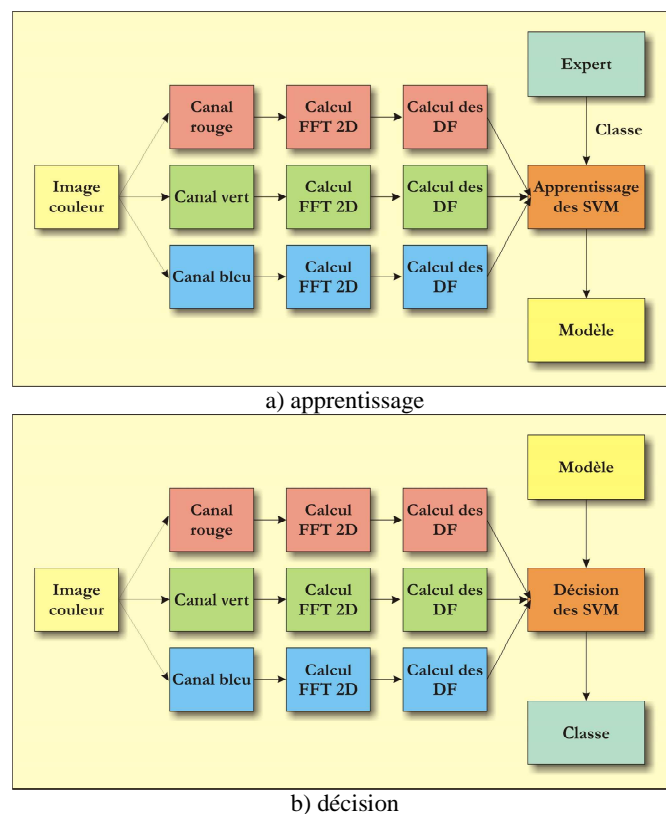 Expert
Classe
Canal
rouge
Calcul
FFT 2D
Calcul des
DF
Image
couleur
Canal vert
Calcul
FFT 2D
Calcul des
DF
Apprentissage
des SVM
Canal bleu
Calcul
FFT 2D
Calcul des
DF
Modèle
a) apprentissage
Modèle
Canal
rouge
Calcul
FFT 2D
Calcul des
DF
Image
couleur
Canal vert
Calcul
FFT 2D
Calcul des
DF
Décision
des SVM
Canal bleu
Calcul
FFT 2D
Calcul des
DF
Classe
b) décision